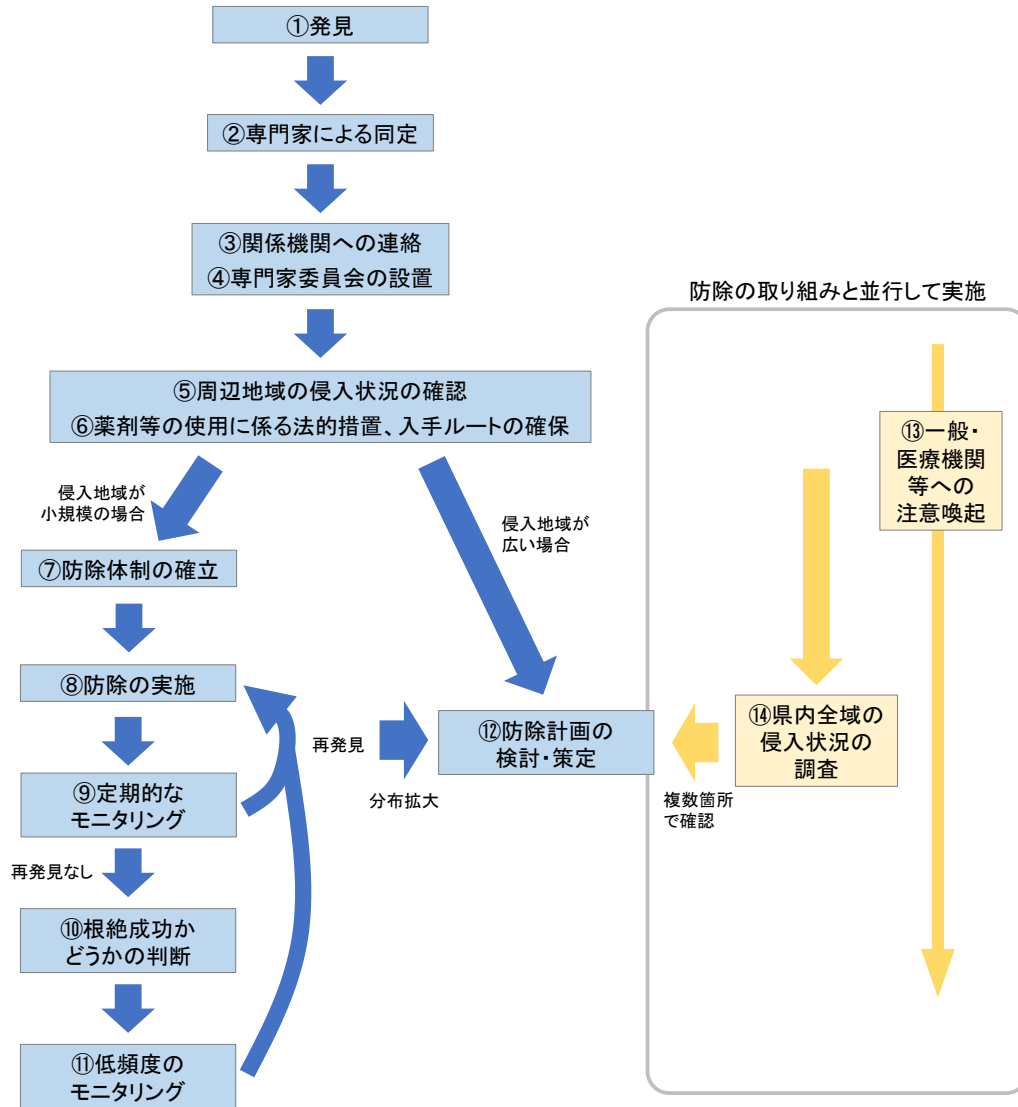 ①発見
②専門家による同定
③関係機関への連絡
④専門家委員会の設置
防除の取り組みと並行して実施
⑤周辺地域の侵入状況の確認
⑥薬剤等の使用に係る法的措置、入手ルートの確保
⑬一般・
医療機関
等への
注意喚起
侵入地域が
小規模の場合
侵入地域が
広い場合
⑦防除体制の確立
⑧防除の実施
再発見
分布拡大
⑫防除計画の
検討・策定
⑭県内全域の
侵入状況の
調査
複数箇所
で確認
⑨定期的な
モニタリング
再発見なし
⑩根絶成功か
どうかの判断
⑪低頻度の
モニタリング